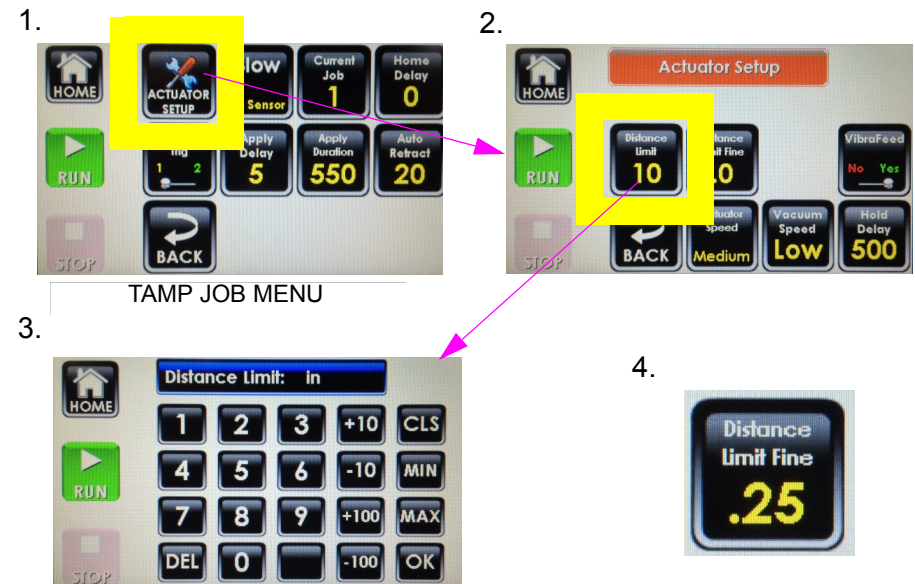 1.
HOME
ACTUATOR
SETUP
Sensor
Current
Job
1
Home
Delay
0
RUN
1 2
Apply
Delay
5
Apply
Duration
550
Auto
Retract
20
STOP
BACK
TAMP JOB MENU
2.
HOME
Actuator Setup
RUN
Distance
Limit
10
VibraFeed
No Yes
STOP
BACK
Speed
Medium
Vacuum
Speed
Low
Hold
Delay
500
3.
HOME
Distance Limit: in
1 2 3 +10 CLS
RUN
4 5 6 -10 MIN
7 8 9 +100 MAX
STOP
DEL 0 -100 OK
4.
Distance
Limit Fine
.25